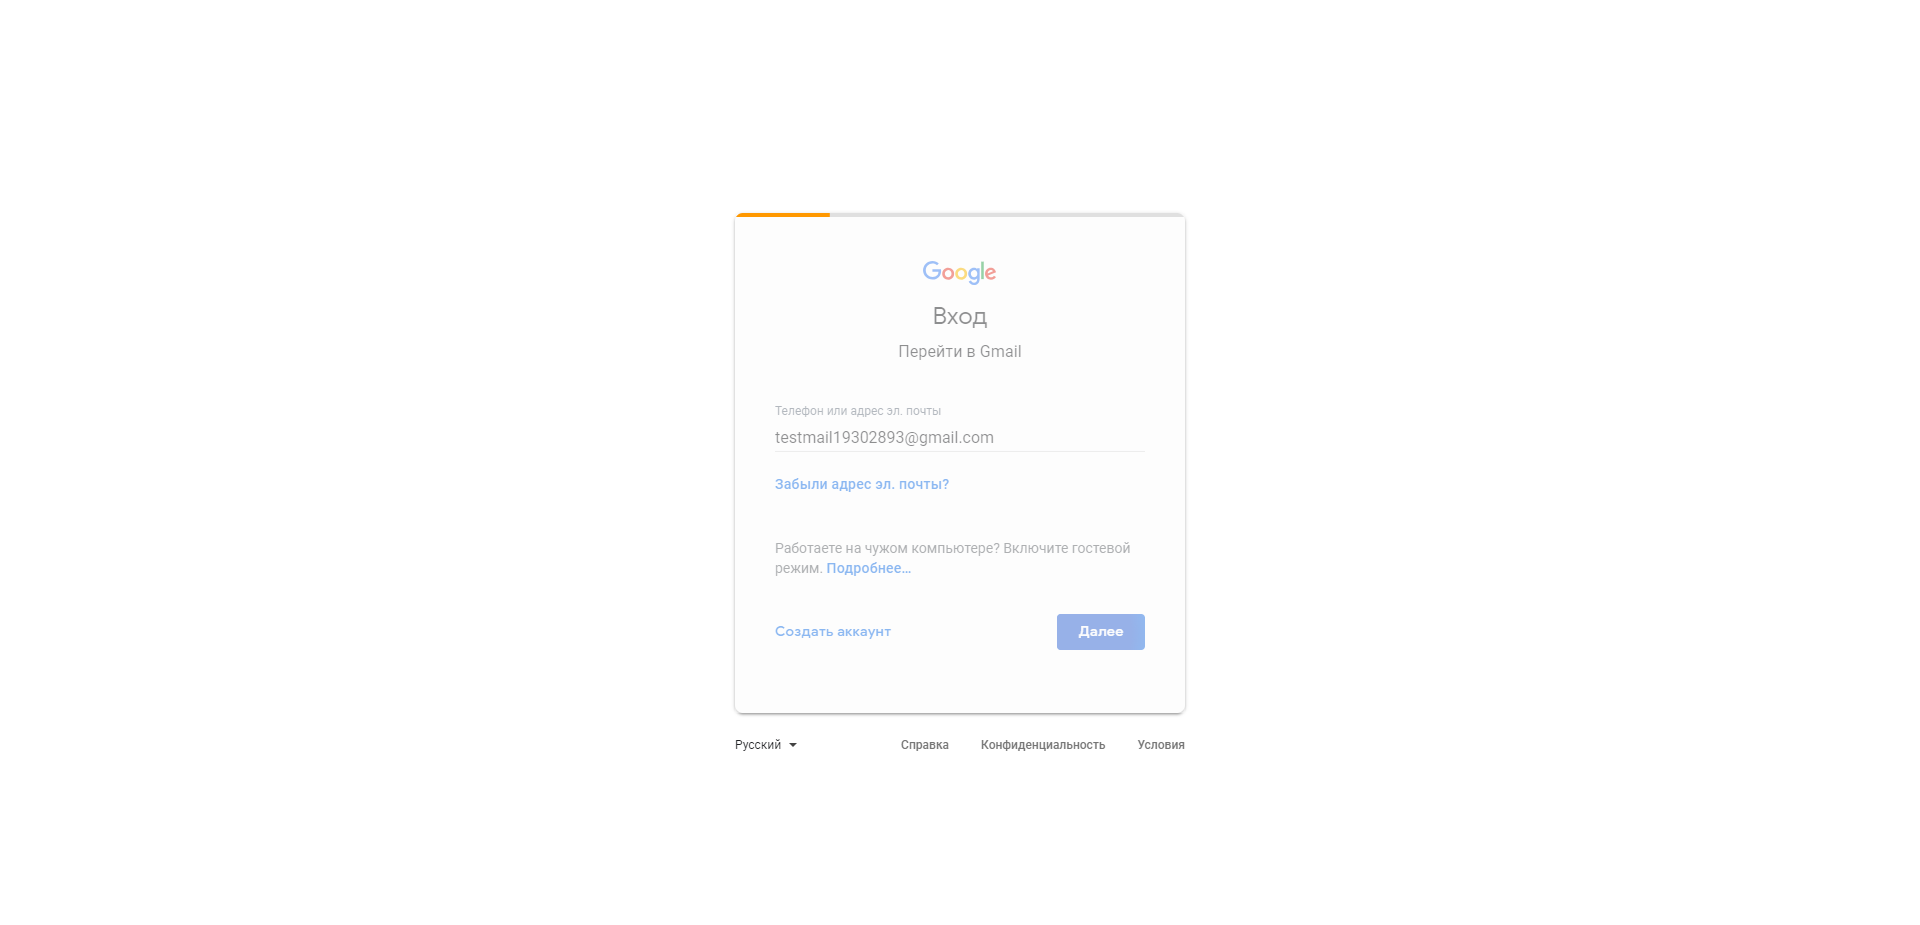 Google
Вход
Перейти в Gmail
Телефон или адрес эл. почты
testmail19302893@gmail.com
Забыли адрес эл. почты?
Работаете на чужом компьютере? Включите гостевой
режим. Подробнее…
Создать аккаунт Далее
Русский Справка Конфиденциальность Условия